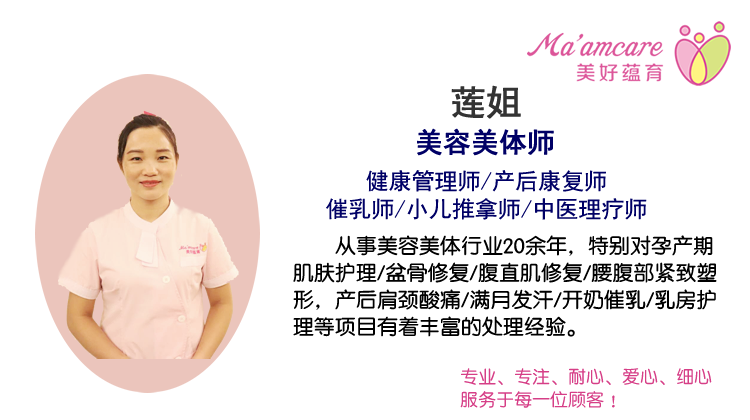 Ma'amcare
美好蕴育
莲姐
美容美体师
健康管理师/产后康复师
催乳师/小儿推拿师/中医理疗师
从事美容美体行业20余年，特别对孕产期
肌肤护理/盆骨修复/腹直肌修复/腰腹部紧致塑
形，产后肩颈酸痛/满月发汗/开奶催乳/乳房护
理等项目有着丰富的处理经验。
Ma'amcare
美好蕴育
专业、专注、耐心、爱心、细心
服务于每一位顾客！